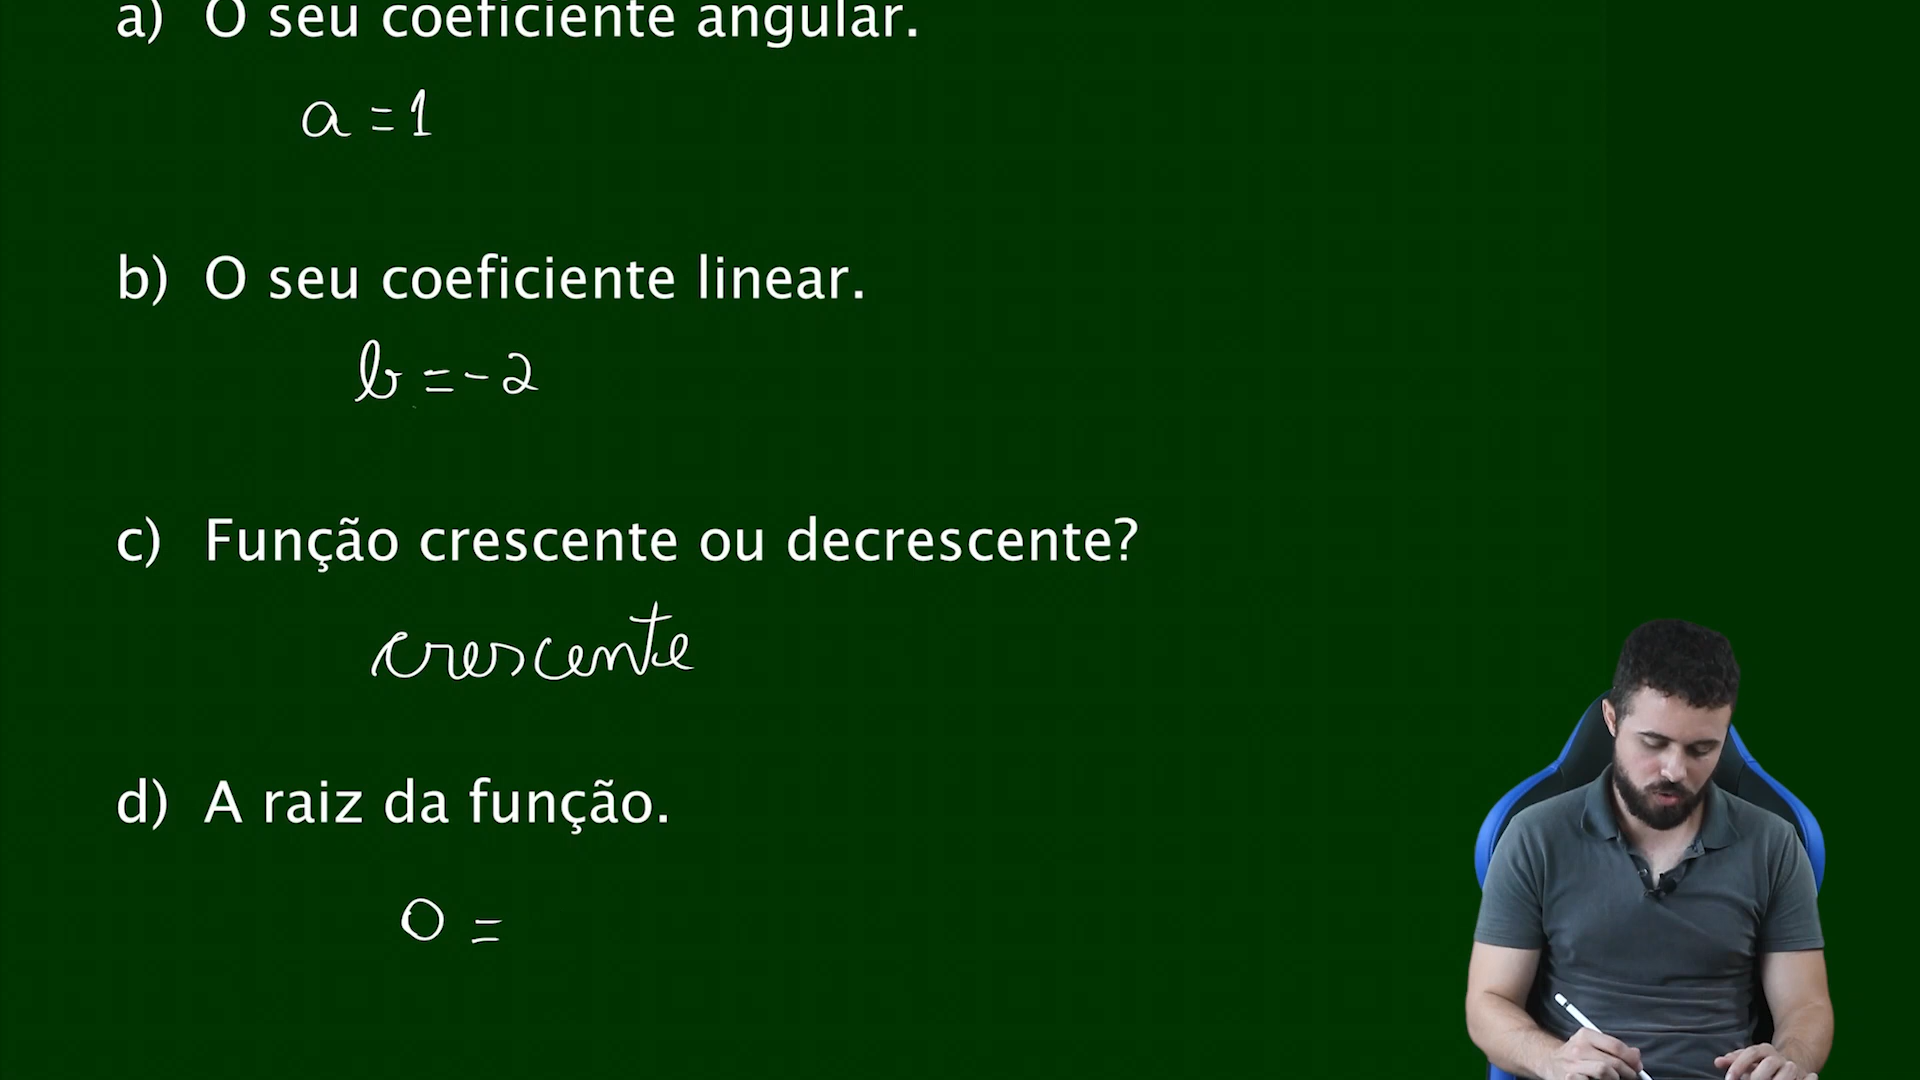 a) O seu coeficiente angular.
a = 1
b) O seu coeficiente linear.
b = -2
c) Função crescente ou decrescente?
crescente
d) A raiz da função.
0 =